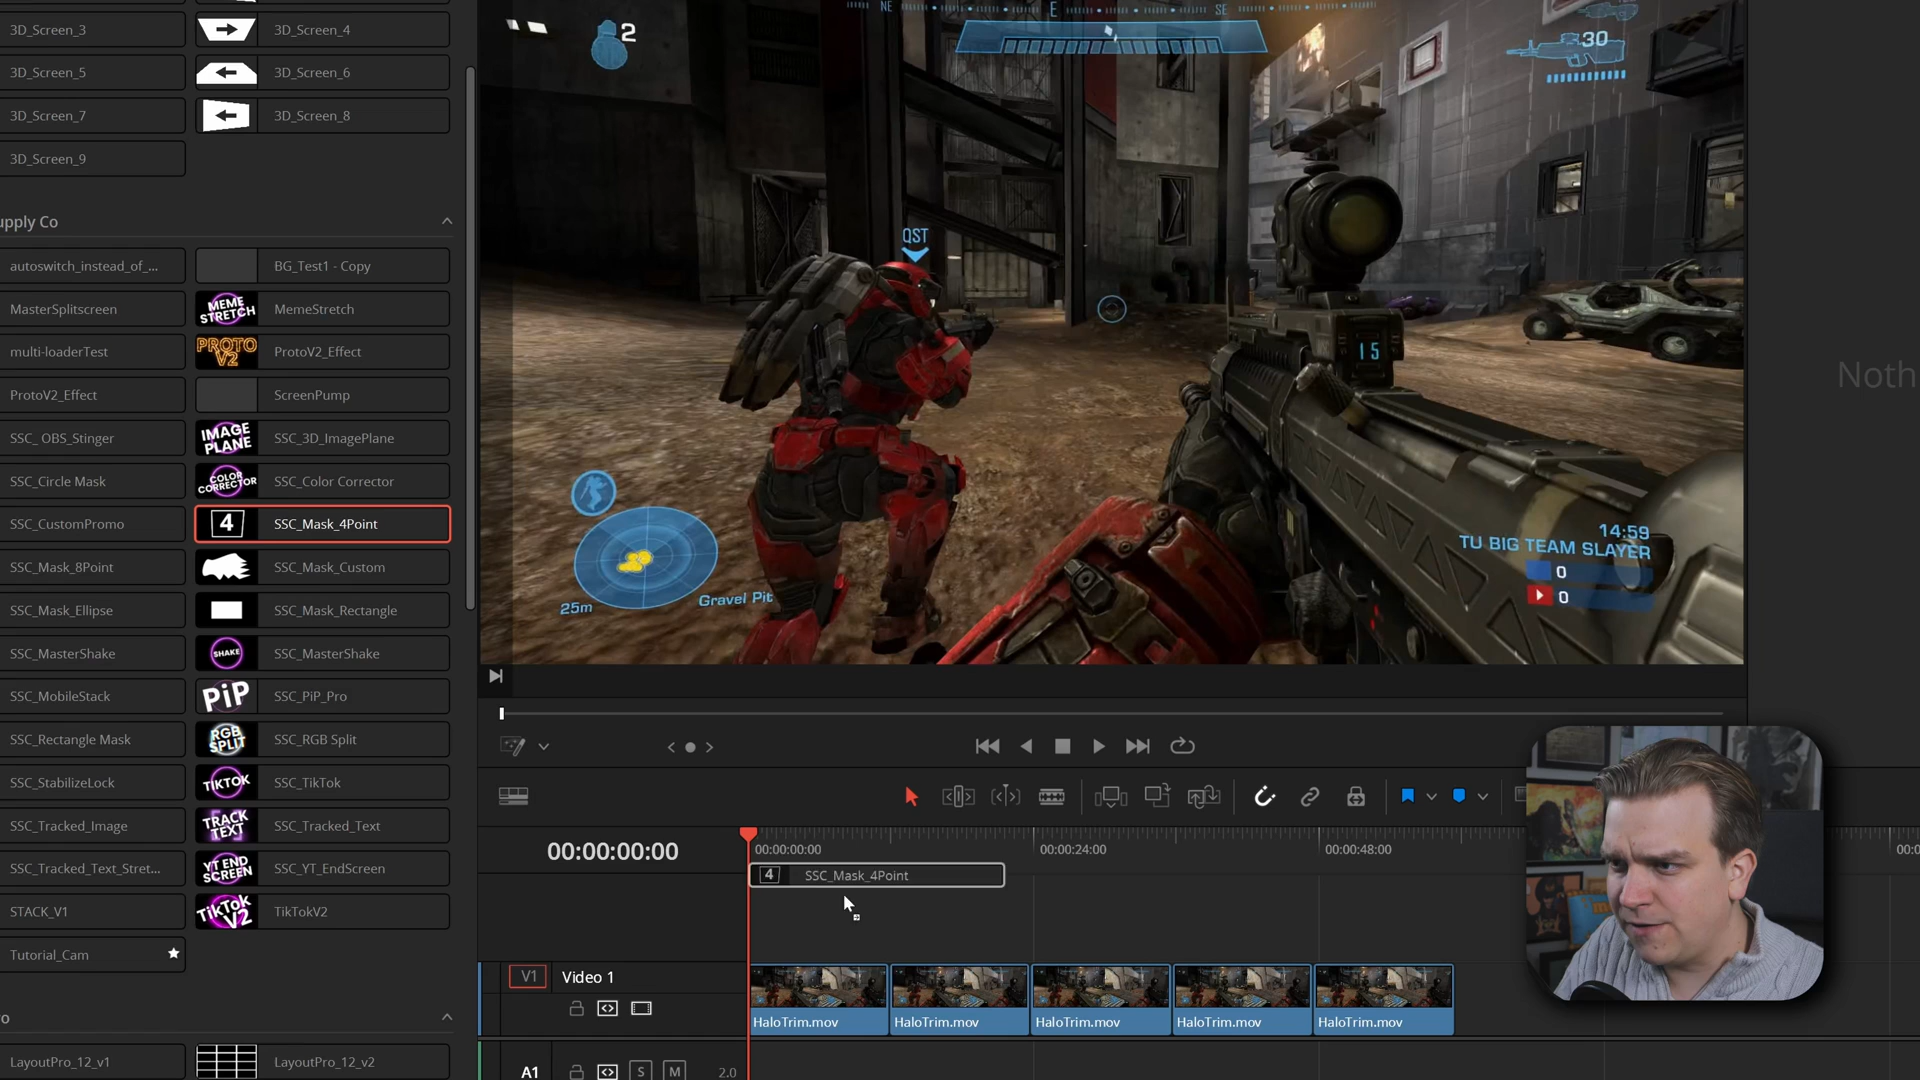 3D_Screen_3
3D_Screen_4
3D_Screen_5
3D_Screen_6
3D_Screen_7
3D_Screen_8
3D_Screen_9
upply Co
autoswitch_instead_of_...
BG_Test1 - Copy
MasterSplitscreen
MEME STRETCH
MemeStretch
multi-loaderTest
PROTO V2
ProtoV2_Effect
ProtoV2_Effect
ScreenPump
SSC_ OBS_Stinger
IMAGE PLANE
SSC_3D_ImagePlane
SSC_Circle Mask
COLOR CORRECTOR
SSC_Color Corrector
SSC_CustomPromo
4
SSC_Mask_4Point
SSC_Mask_8Point
SSC_Mask_Custom
SSC_Mask_Ellipse
SSC_Mask_Rectangle
SSC_MasterShake
SHAKE
SSC_MasterShake
SSC_MobileStack
PiP
SSC_PiP_Pro
SSC_Rectangle Mask
RGB SPLIT
SSC_RGB Split
SSC_StabilizeLock
TIKTOK
SSC_TikTok
SSC_Tracked_Image
TRACK TEXT
SSC_Tracked_Text
SSC_Tracked_Text_Stret...
YT END SCREEN
SSC_YT_EndScreen
STACK_V1
TikTok V2
TikTokV2
Tutorial_Cam
o
LayoutPro_12_v1
LayoutPro_12_v2
2
NE
E
SE
30
QST
15
25m
Gravel Pit
14:59
TU BIG TEAM SLAYER
0
0
Noth
00:00:00:00
00:00:00:00
00:00:24:00
00:00:48:00
00:0
4
SSC_Mask_4Point
V1
Video 1
HaloTrim.mov
HaloTrim.mov
HaloTrim.mov
HaloTrim.mov
HaloTrim.mov
A1
S
M
2.0